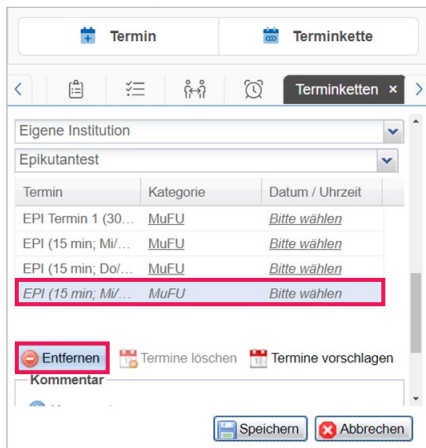 Termin Terminkette
Terminketten ×
Eigene Institution
Epikutantest
Termin Kategorie Datum / Uhrzeit
EPI Termin 1 (30... MuFU Bitte wählen
EPI (15 min; Mi/... MuFU Bitte wählen
EPI (15 min; Do/... MuFU Bitte wählen
EPI (15 min; Mi/... MuFU Bitte wählen
Entfernen Termine löschen Termine vorschlagen
Kommentar
Speichern Abbrechen